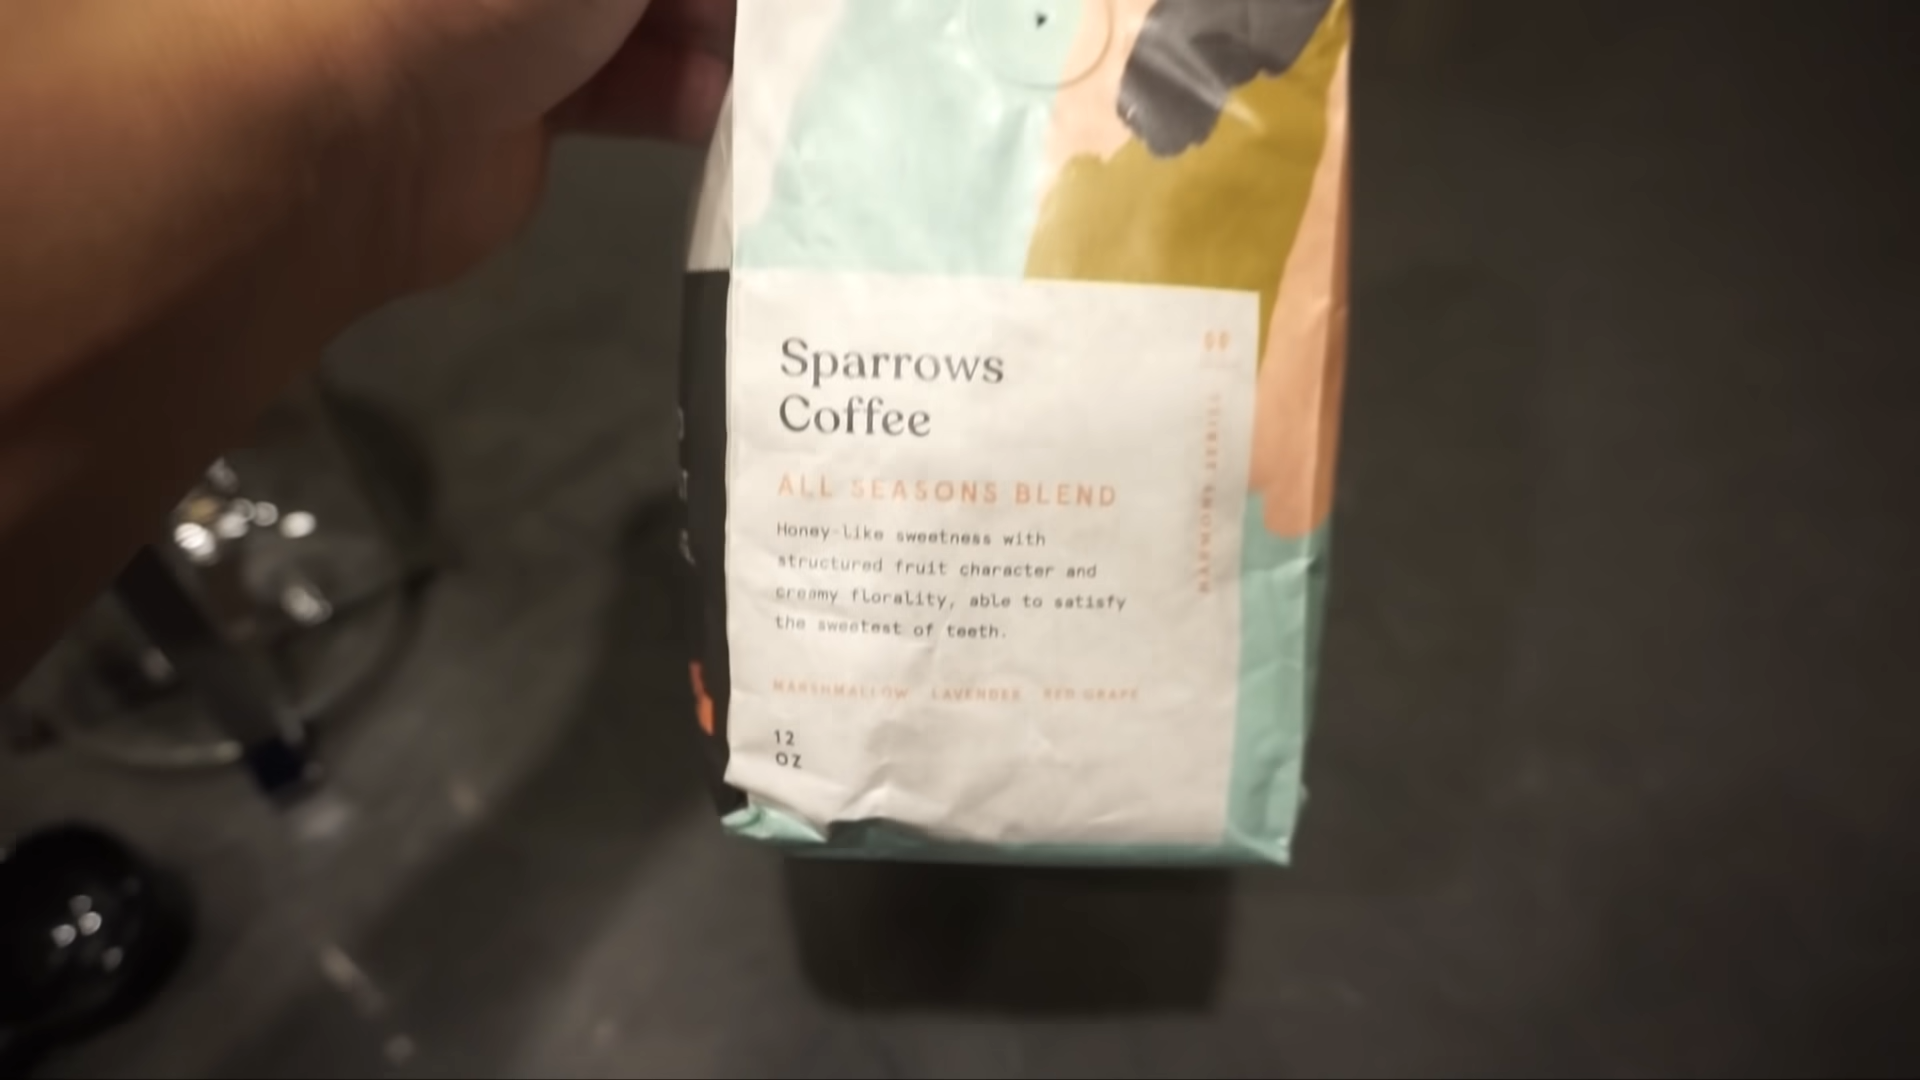 Sparrows
Coffee
ALL SEASONS BLEND
Honey-like sweetness with
structured fruit character and
creamy florality, able to satisfy
the sweetest of teeth.
MARSHMALLOW LAVENDER RED GRAPE
12
OZ